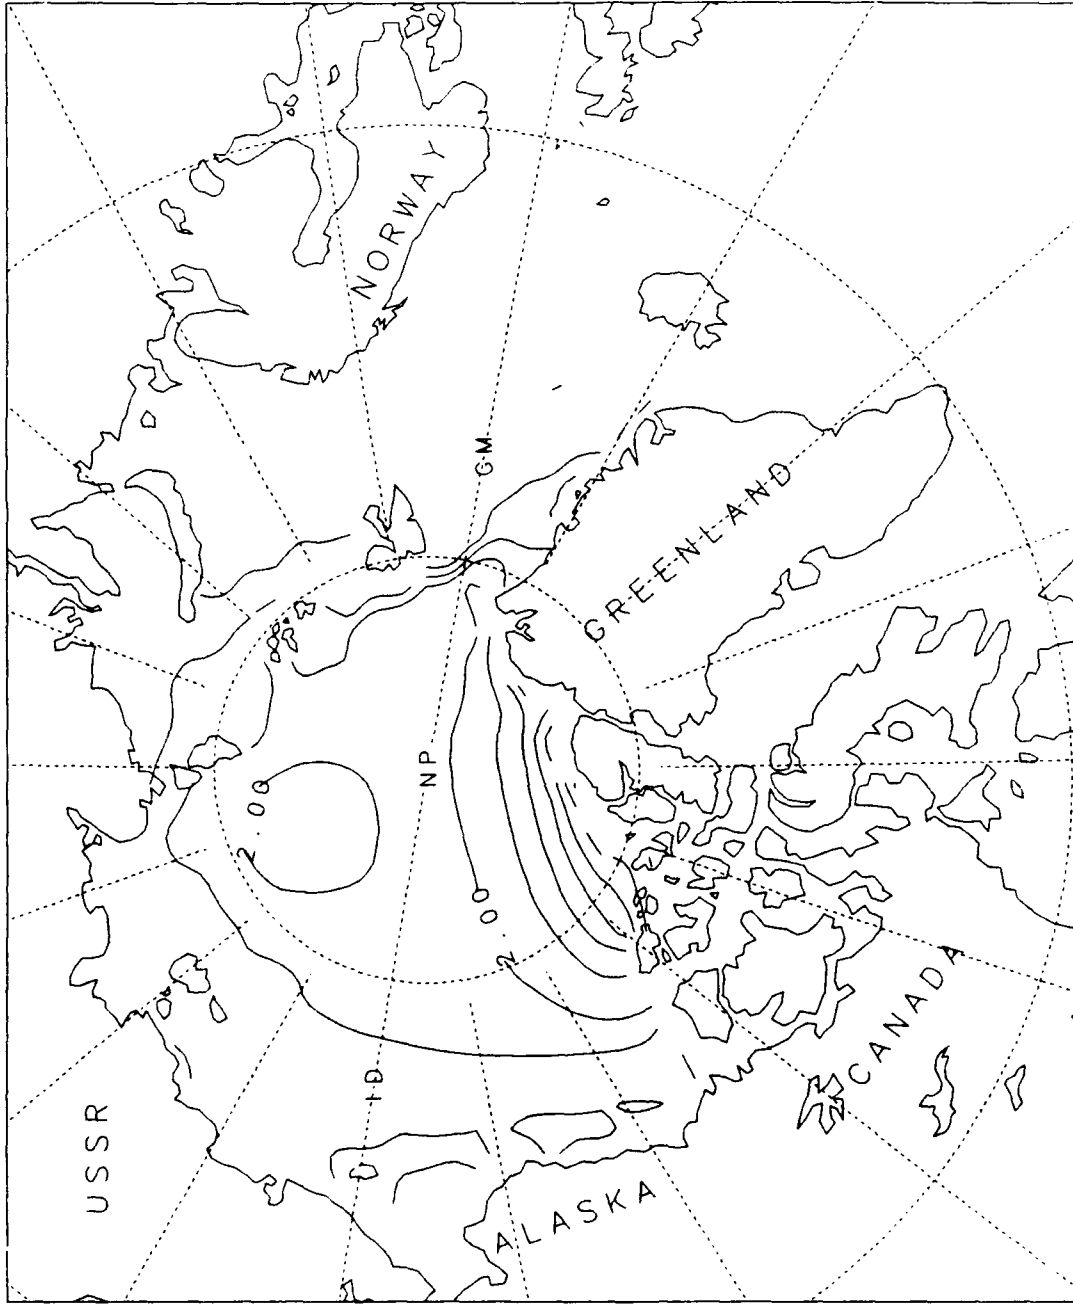 NORWAY
GM
GREENLAND
NP
2.00
2.00
ID
USSR
ALASKA
CANADA